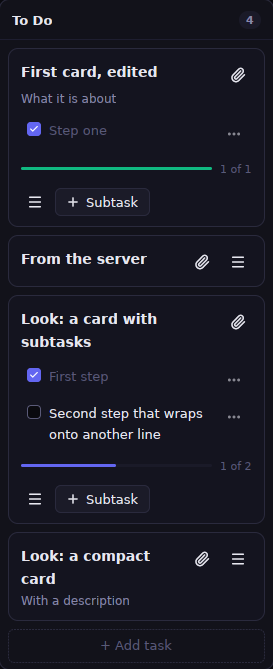 To Do
4
First card, edited
What it is about
Step one
1 of 1
+ Subtask
From the server
Look: a card with
subtasks
First step
Second step that wraps
onto another line
1 of 2
+ Subtask
Look: a compact
card
With a description
+ Add task